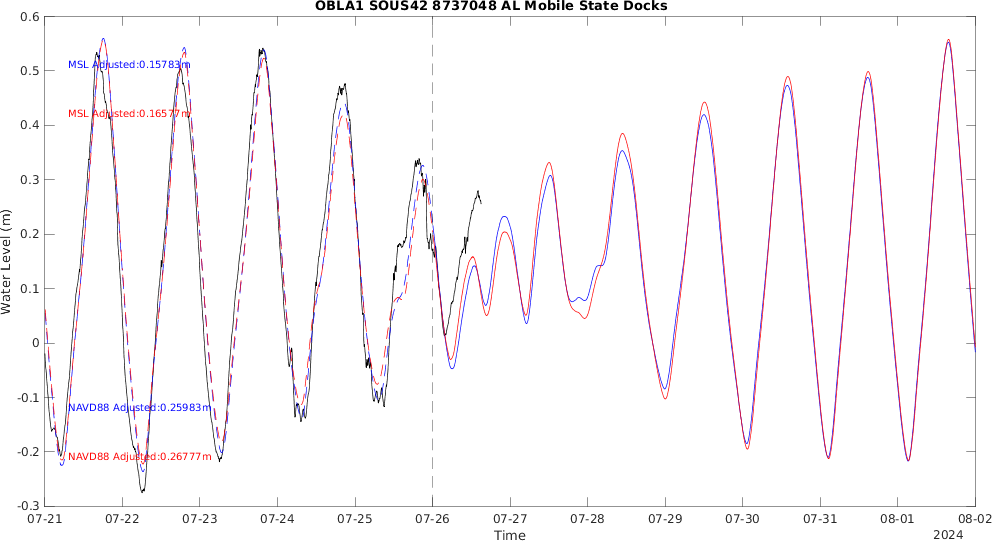 OBLA1 SOUS42 8737048 AL Mobile State Docks
0.6
0.5
0.4
0.3
0.2
0.1
0
-0.1
-0.2
-0.3
Water Level (m)
MSL Adjusted:0.15783m
MSL Adjusted:0.16577m
NAVD88 Adjusted:0.25983m
NAVD88 Adjusted:0.26777m
07-21 07-22 07-23 07-24 07-25 07-26 07-27 07-28 07-29 07-30 07-31 08-01 08-02
Time
2024